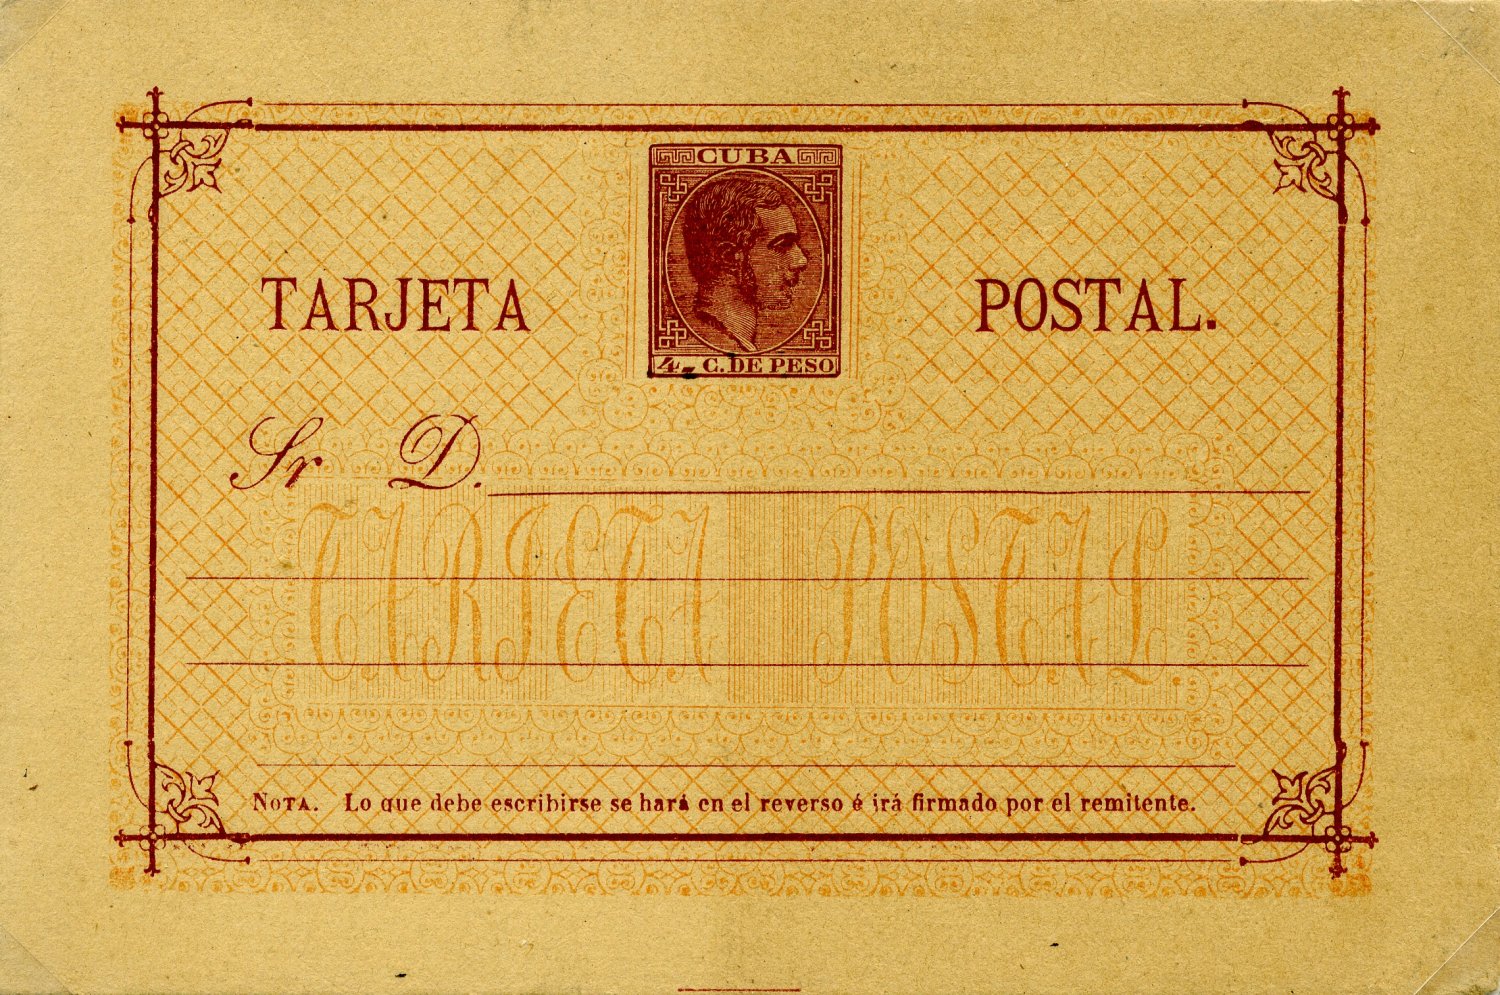 CUBA
4 C. DE PESO
TARJETA POSTAL.
Sr D.
TARJETA POSTAL.
NOTA. Lo que debe escribirse se hará en el reverso é irá firmado por el remitente.